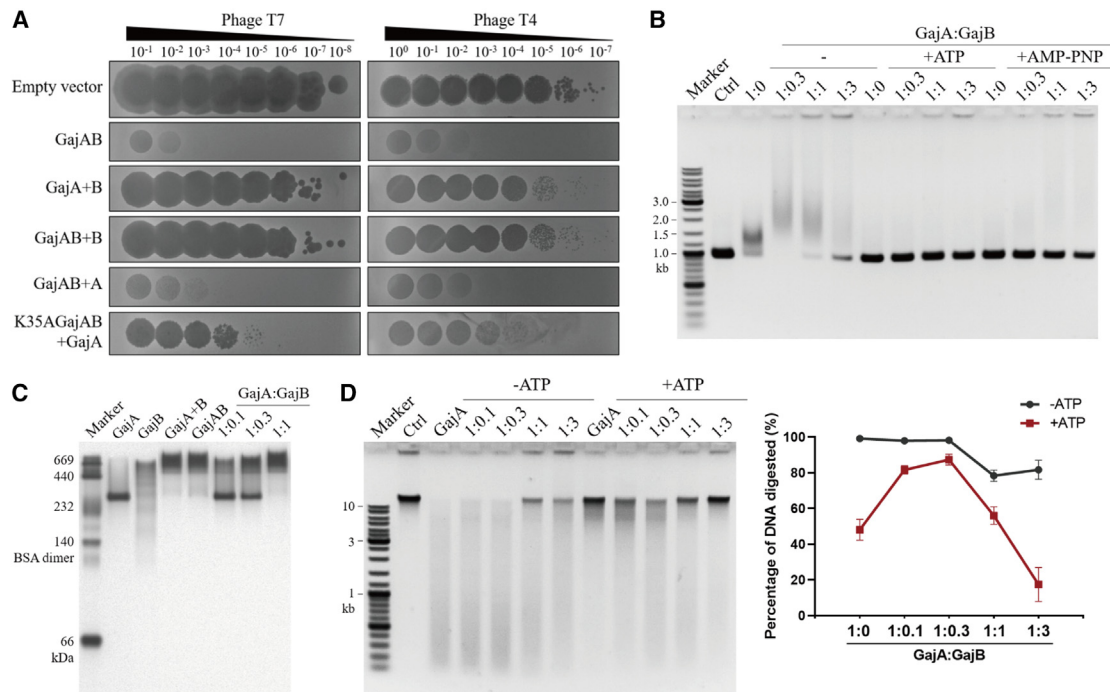 A
Phage T7
Phage T4
10-1 10-2 10-3 10-4 10-5 10-6 10-7 10-8
100 10-1 10-2 10-3 10-4 10-5 10-6 10-7
Empty vector
GajAB
GajA+B
GajAB+B
GajAB+A
K35AGajAB
+GajA
B
GajA:GajB
- +ATP +AMP-PNP
Marker Ctrl 1:0 1:0.3 1:1 1:3 1:0 1:0.3 1:1 1:3 1:0 1:0.3 1:1 1:3
3.0
2.0
1.5
1.0
kb
C
GajA:GajB
Marker GajA GajB GajA+B GajAB 1:0.1 1:0.3 1:1
669
440
232
140
BSA dimer
66
kDa
D
-ATP +ATP
Marker Ctrl GajA 1:0.1 1:0.3 1:1 1:3 GajA 1:0.1 1:0.3 1:1 1:3
10
3
1
kb
-ATP
+ATP
Percentage of DNA digested (%)
100
80
60
40
20
0
1:0 1:0.1 1:0.3 1:1 1:3
GajA:GajB